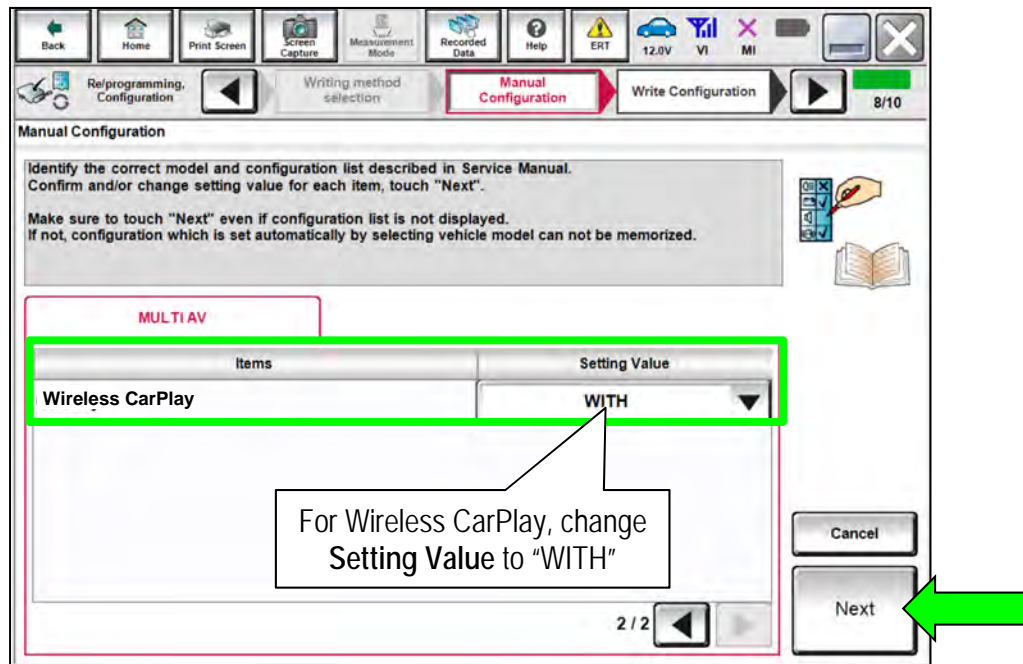 Back
Home
Print Screen
Screen
Capture
Measurement
Mode
Recorded
Data
Help
ERT
12.0V
VI
MI
Re/programming,
Configuration
Writing method
selection
Manual
Configuration
Write Configuration
8/10
Manual Configuration
Identify the correct model and configuration list described in Service Manual.
Confirm and/or change setting value for each item, touch "Next".
Make sure to touch "Next" even if configuration list is not displayed.
If not, configuration which is set automatically by selecting vehicle model can not be memorized.
MULTI AV
Items
Setting Value
Wireless CarPlay
WITH
For Wireless CarPlay, change
Setting Value to “WITH”
Cancel
Next
2 / 2